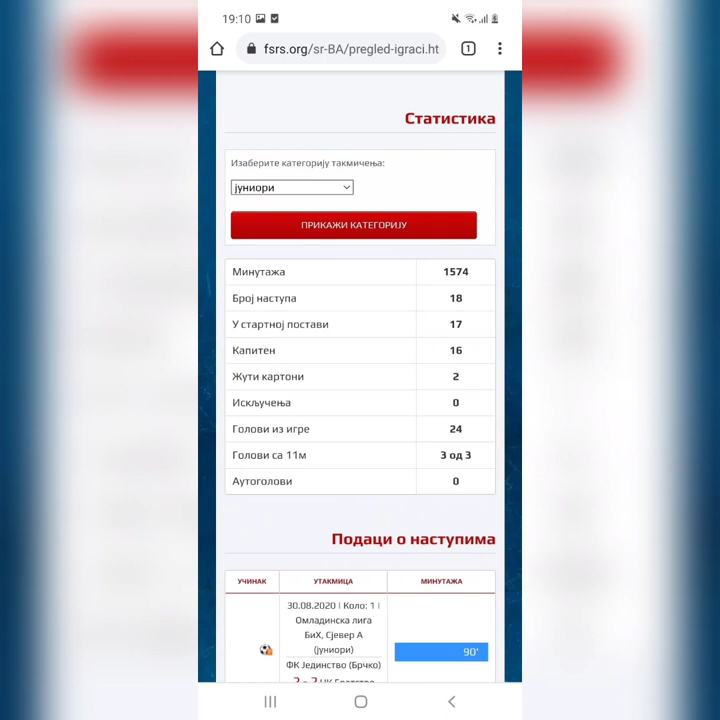 19:10
fsrs.org/sr-BA/pregled-igraci.ht
1
Статистика
Изаберите категорију такмичења:
јуниори
ПРИКАЖИ КАТЕГОРИЈУ
Минутажа 1574
Број наступа 18
У стартној постави 17
Капитен 16
Жути картони 2
Искључења 0
Голови из игре 24
Голови са 11м 3 од 3
Аутоголови 0
Подаци о наступима
УЧИНАК УТАКМИЦА МИНУТАЖА
30.08.2020 | Коло: 1 |
Омладинска лига
БиХ, Сјевер А
(јуниори)
90'
ФК Јединство (Брчко)